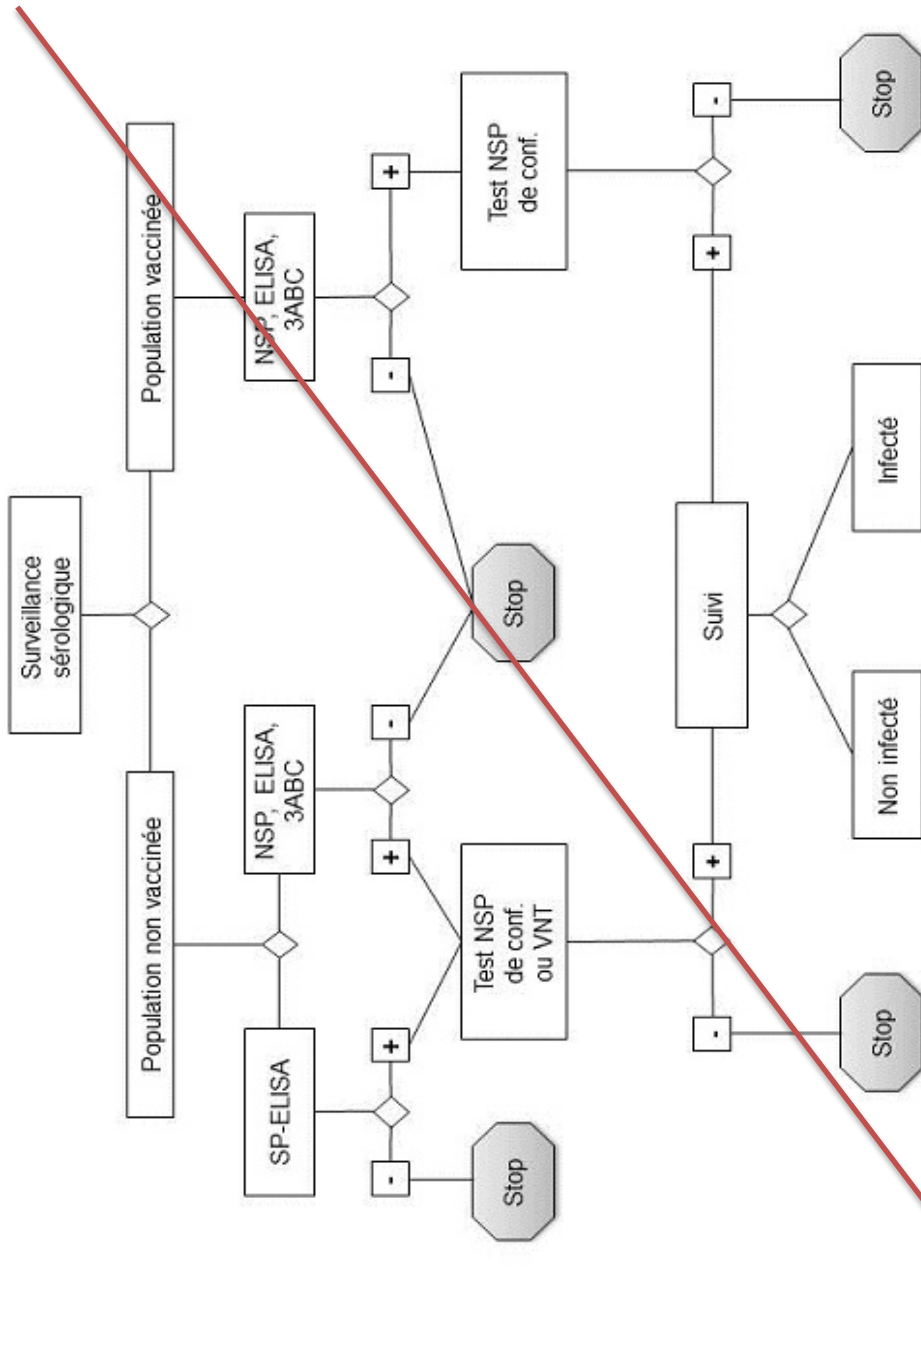 Surveillance
sérologique
Population non vaccinée
Population vaccinée
SP-ELISA
NSP, ELISA,
3ABC
NSP, ELISA,
3ABC
-
+
+
-
-
+
Stop
Test NSP
de conf.
ou VNT
Stop
Test NSP
de conf.
-
+
Suivi
+
-
Stop
Non infecté
Infecté
Stop